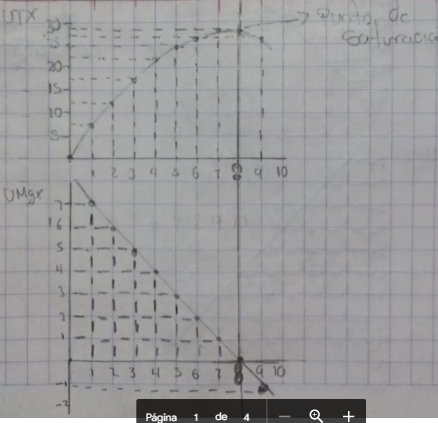 UTX
→ Punto de
Saturación
30
25
20
15
10
5
1 2 3 4 5 6 7 8 9 10
UMgx
7
6
5
4
3
2
1
1 2 3 4 5 6 7 8 9 10
-1
-2
Página 1 de 4 — +